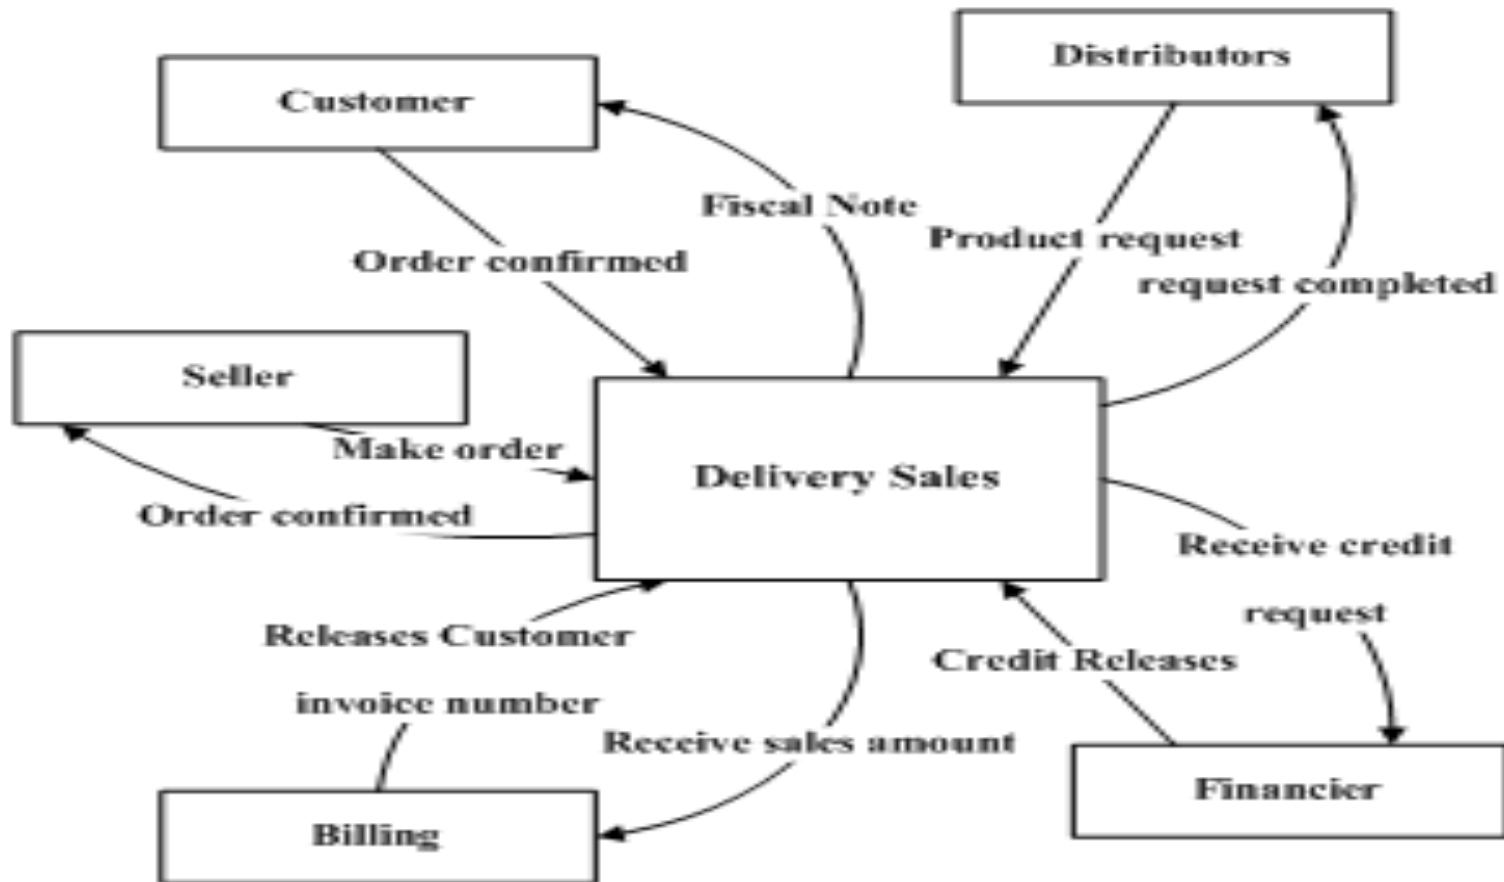 Distributors
Customer
Fiscal Note
Product request
Order confirmed
request completed
Seller
Make order
Delivery Sales
Order confirmed
Receive credit
request
Releases Customer
Credit Releases
invoice number
Receive sales amount
Financier
Billing